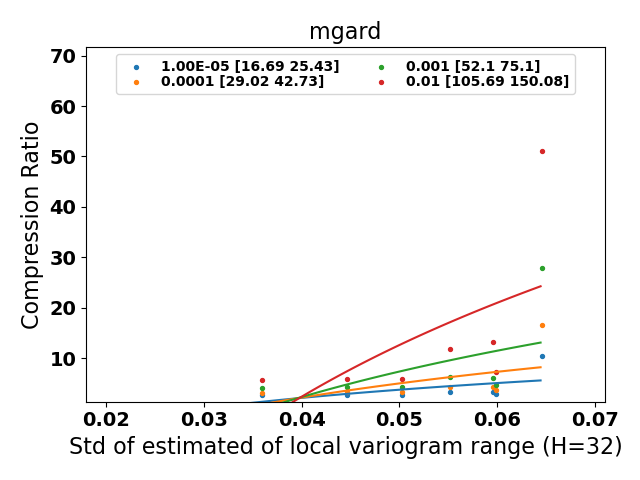 mgard
1.00E-05 [16.69 25.43]
0.0001 [29.02 42.73]
0.001 [52.1 75.1]
0.01 [105.69 150.08]
Compression Ratio
70
60
50
40
30
20
10
0.02 0.03 0.04 0.05 0.06 0.07
Std of estimated of local variogram range (H=32)